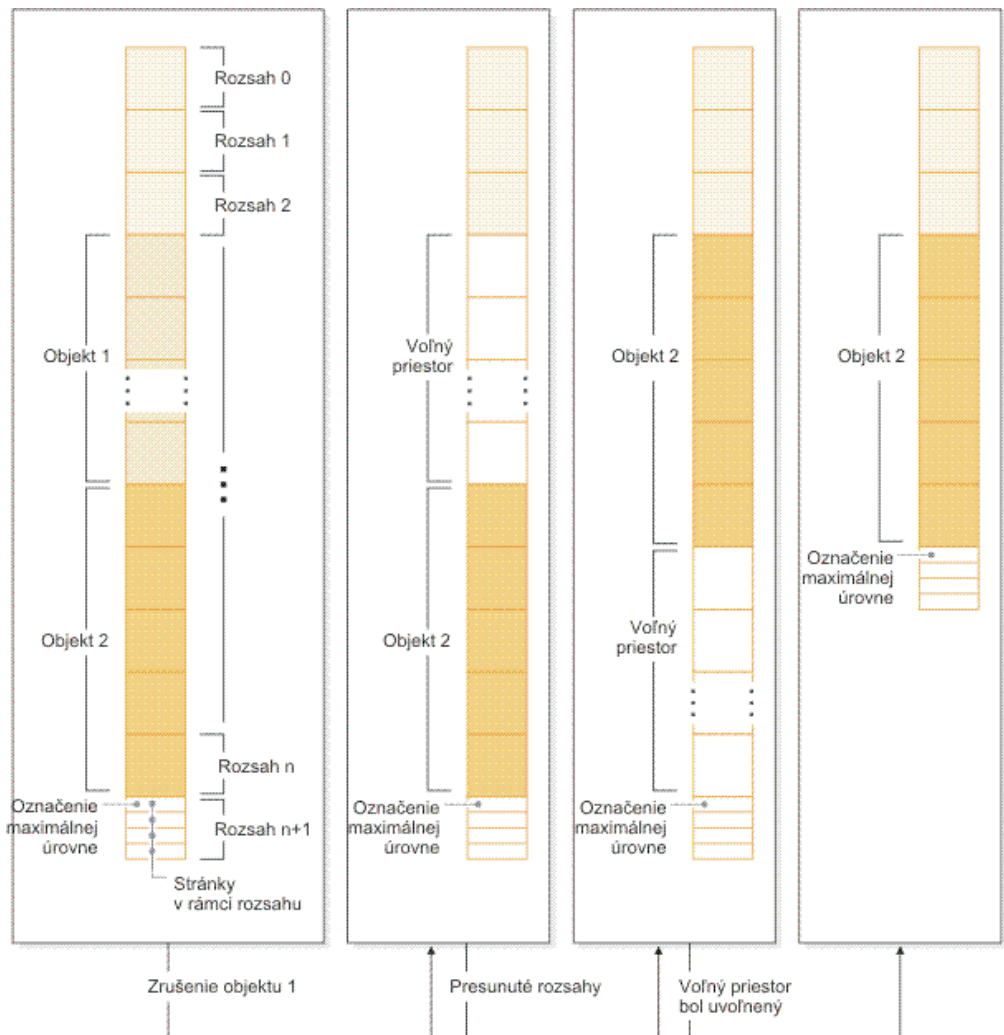 Rozsah 0
Rozsah 1
Rozsah 2
Objekt 1
Objekt 2
Rozsah n
Označenie
maximálnej
úrovne
Rozsah n+1
Stránky
v rámci rozsahu
Voľný
priestor
Objekt 2
Označenie
maximálnej
úrovne
Objekt 2
Voľný
priestor
Označenie
maximálnej
úrovne
Objekt 2
Označenie
maximálnej
úrovne
Zrušenie objektu 1
Presunuté rozsahy
Voľný priestor
bol uvoľnený